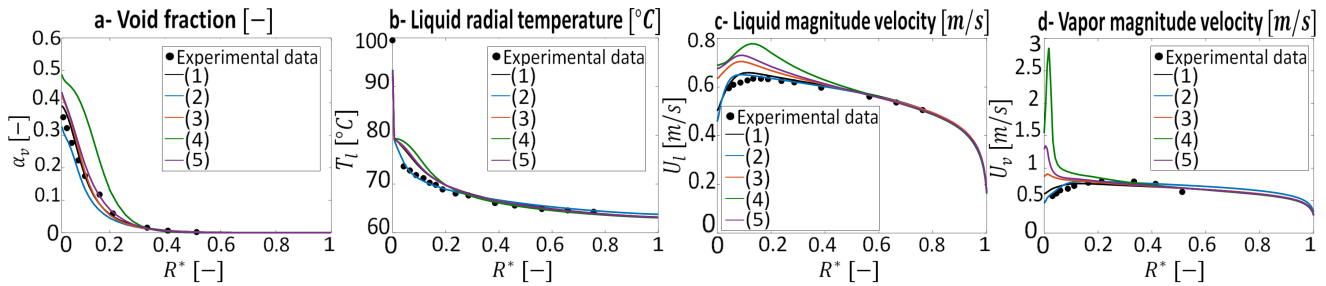 a- Void fraction [−]
0.6
0.5
0.4
0.3
0.2
0.1
0
α_v [−]
Experimental data
(1)
(2)
(3)
(4)
(5)
0 0.2 0.4 0.6 0.8 1
R* [−]
b- Liquid radial temperature [°C]
100
90
80
70
60
T_l [°C]
Experimental data
(1)
(2)
(3)
(4)
(5)
0 0.2 0.4 0.6 0.8 1
R* [−]
c- Liquid magnitude velocity [m/s]
0.8
0.6
0.4
0.2
0
U_l [m/s]
Experimental data
(1)
(2)
(3)
(4)
(5)
0 0.2 0.4 0.6 0.8 1
R* [−]
d- Vapor magnitude velocity [m/s]
3
2.5
2
1.5
1
0.5
0
U_v [m/s]
Experimental data
(1)
(2)
(3)
(4)
(5)
0 0.2 0.4 0.6 0.8 1
R* [−]